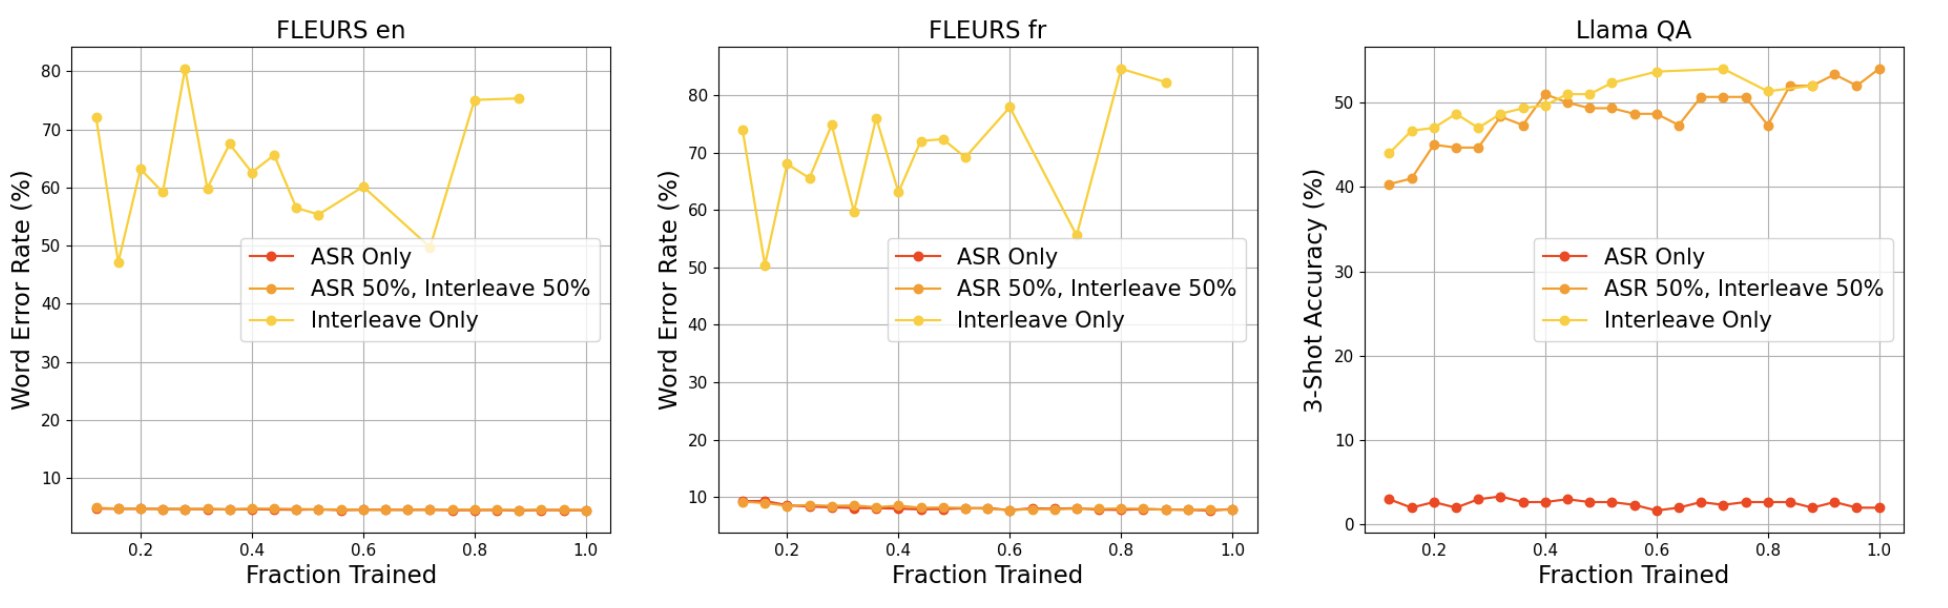 FLEURS en
80
70
60
50
40
30
20
10
0.2
0.4
0.6
0.8
1.0
Word Error Rate (%)
Fraction Trained
ASR Only
ASR 50%, Interleave 50%
Interleave Only
FLEURS fr
80
70
60
50
40
30
20
10
0.2
0.4
0.6
0.8
1.0
Word Error Rate (%)
Fraction Trained
ASR Only
ASR 50%, Interleave 50%
Interleave Only
Llama QA
50
40
30
20
10
0
0.2
0.4
0.6
0.8
1.0
3-Shot Accuracy (%)
Fraction Trained
ASR Only
ASR 50%, Interleave 50%
Interleave Only